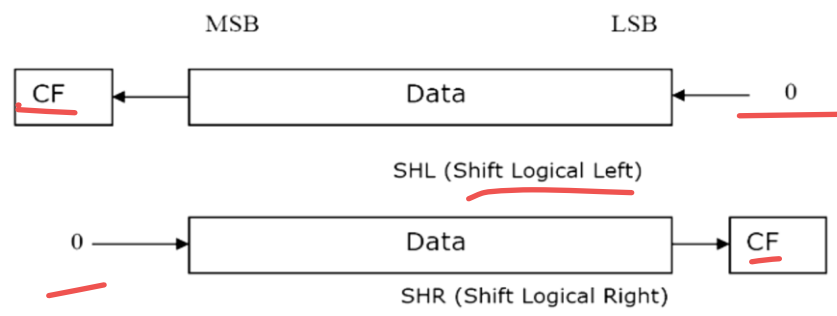 MSB LSB
CF Data 0
SHL (Shift Logical Left)
0 Data CF
SHR (Shift Logical Right)